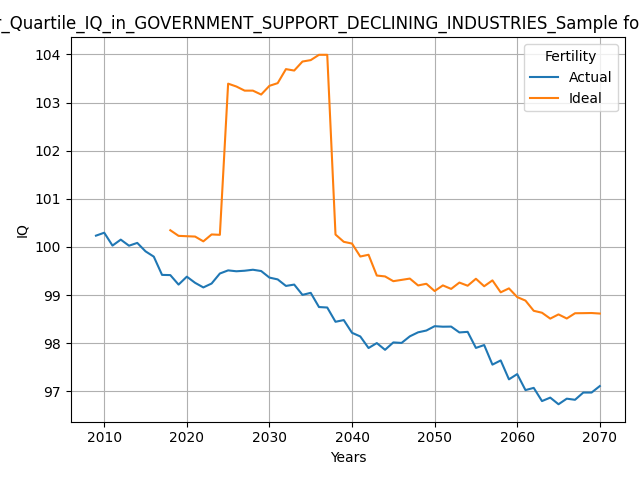 _Quartile_IQ_in_GOVERNMENT_SUPPORT_DECLINING_INDUSTRIES_Sample fo
Fertility
Actual
Ideal
104
103
102
101
100
99
98
97
IQ
2010 2020 2030 2040 2050 2060 2070
Years